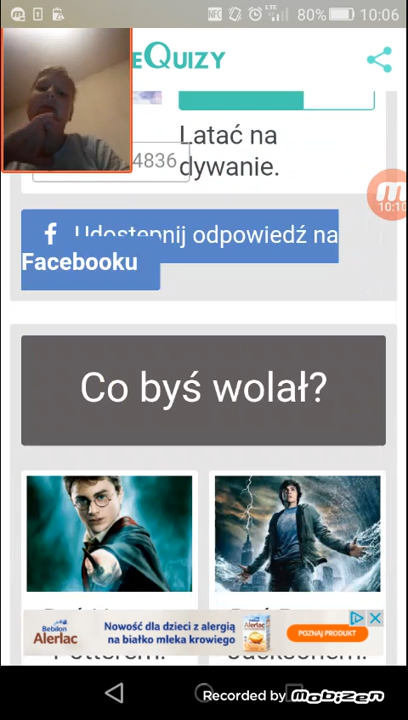 80% 10:06
EQUIZY
4836
Latać na
dywanie.
10:10
Udostępnij odpowiedź na
Facebooku
Co byś wolał?
Bebilon
Alerlac
Nowość dla dzieci z alergią
na białko mleka krowiego
POZNAJ PRODUKT
Potterem.
Jacksonem.
Recorded by Mobizen